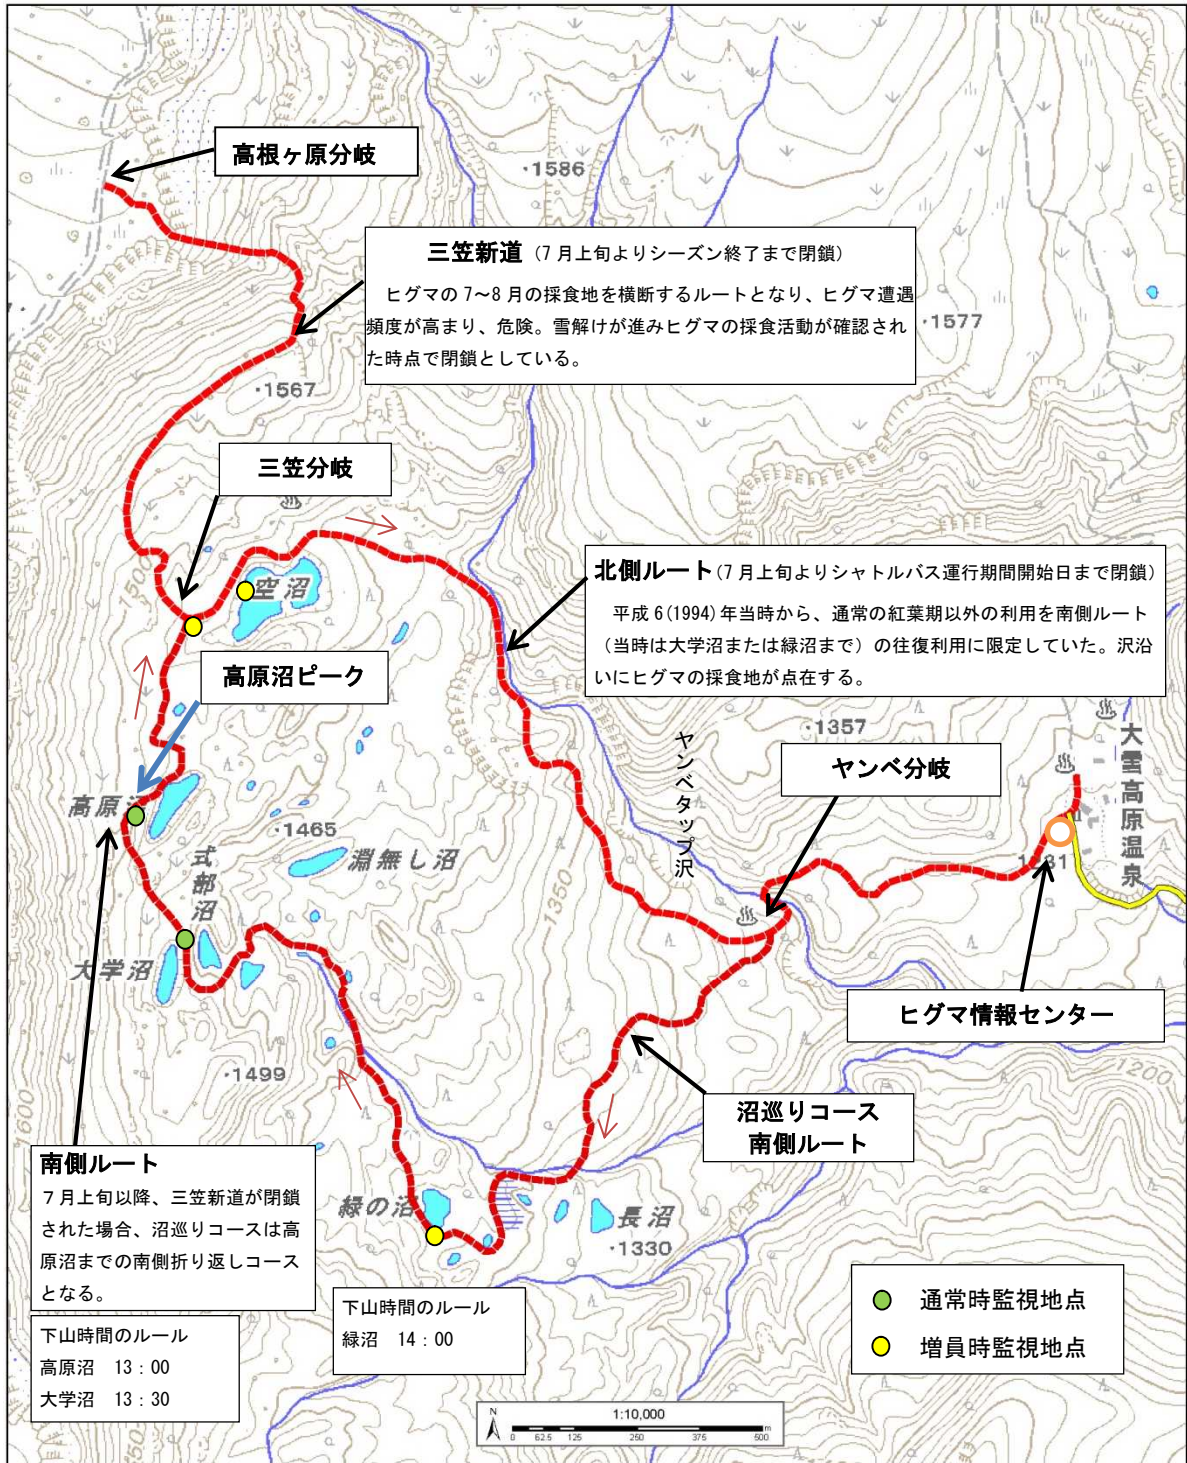 高根ヶ原分岐
・1586
三笠新道（7月上旬よりシーズン終了まで閉鎖）
ヒグマの7～8月の採食地を横断するルートとなり、ヒグマ遭遇
頻度が高まり、危険。雪解けが進みヒグマの採食活動が確認され
た時点で閉鎖としている。
・1577
・1567
三笠分岐
1500
空沼
北側ルート（7月上旬よりシャトルバス運行期間開始日まで閉鎖）
平成6(1994)年当時から、通常の紅葉期以外の利用を南側ルート
（当時は大学沼または緑沼まで）の往復利用に限定していた。沢沿
いにヒグマの採食地が点在する。
高原沼ピーク
・1357
ヤンベタップ沢
ヤンベ分岐
大雪高原温泉
高原
・1465
式部沼
淵無し沼
1350
大学沼
ヒグマ情報センター
・1499
1200
1600
沼巡りコース
南側ルート
南側ルート
7月上旬以降、三笠新道が閉鎖
された場合、沼巡りコースは高
原沼までの南側折り返しコース
となる。
緑の沼
長沼
・1330
下山時間のルール
高原沼 13：00
大学沼 13：30
下山時間のルール
緑沼 14：00
通常時監視地点
増員時監視地点
N
1:10,000
0 62.5 125 250 375 500 m